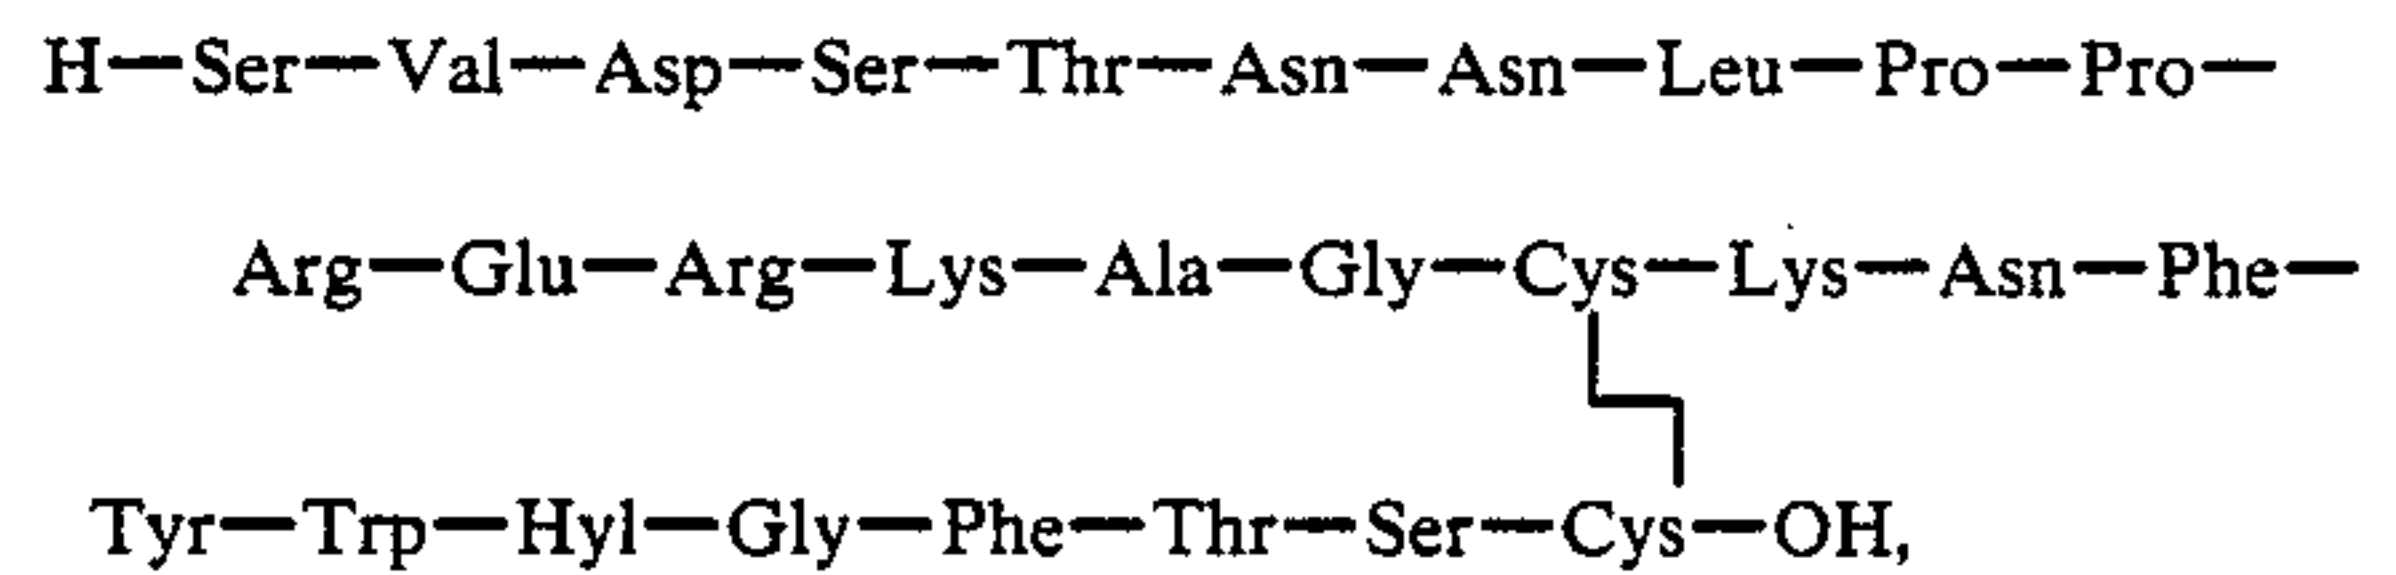 H—Ser—Val—Asp—Ser—Thr—Asn—Asn—Leu—Pro—Pro—
Arg—Glu—Arg—Lys—Ala—Gly—Cys—Lys—Asn—Phe—
Tyr—Trp—Hyl—Gly—Phe—Thr—Ser—Cys—OH,